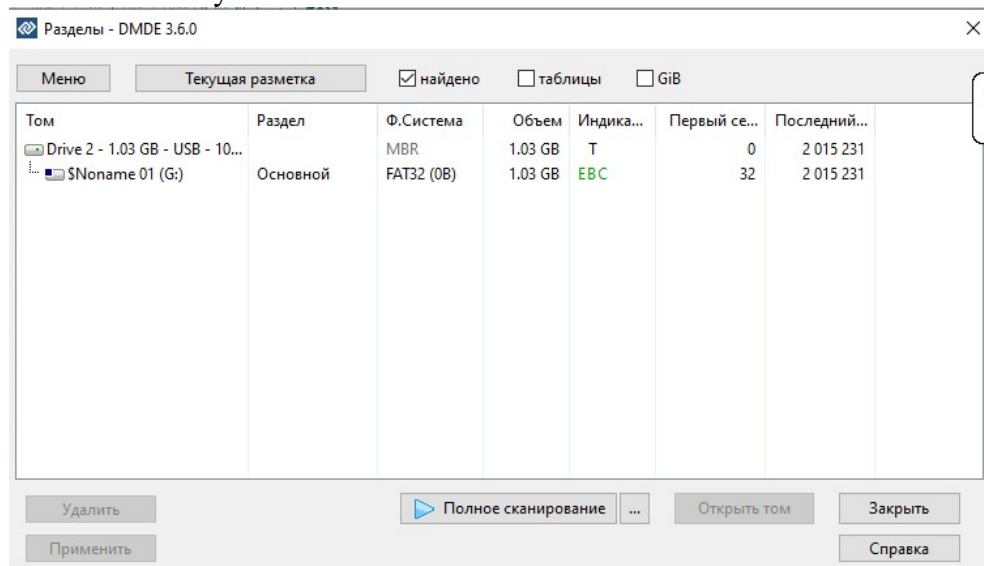 Разделы - DMDE 3.6.0
Меню Текущая разметка найдено таблицы GiB
Том Раздел Ф.Система Объем Индика... Первый се... Последний...
Drive 2 - 1.03 GB - USB - 10... MBR 1.03 GB T 0 2 015 231
$Noname 01 (G:) Основной FAT32 (0B) 1.03 GB EBC 32 2 015 231
Удалить Полное сканирование ... Открыть том Закрыть
Применить Справка